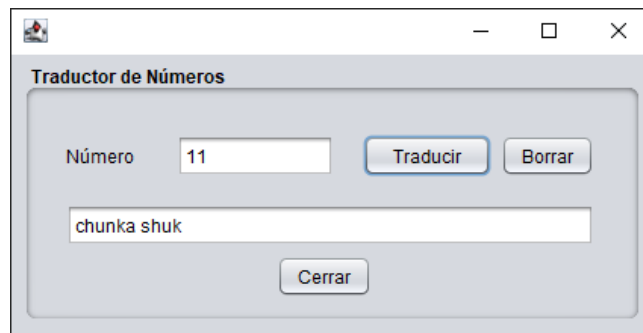 Traductor de Números
Número 11 Traducir Borrar
chunka shuk
Cerrar